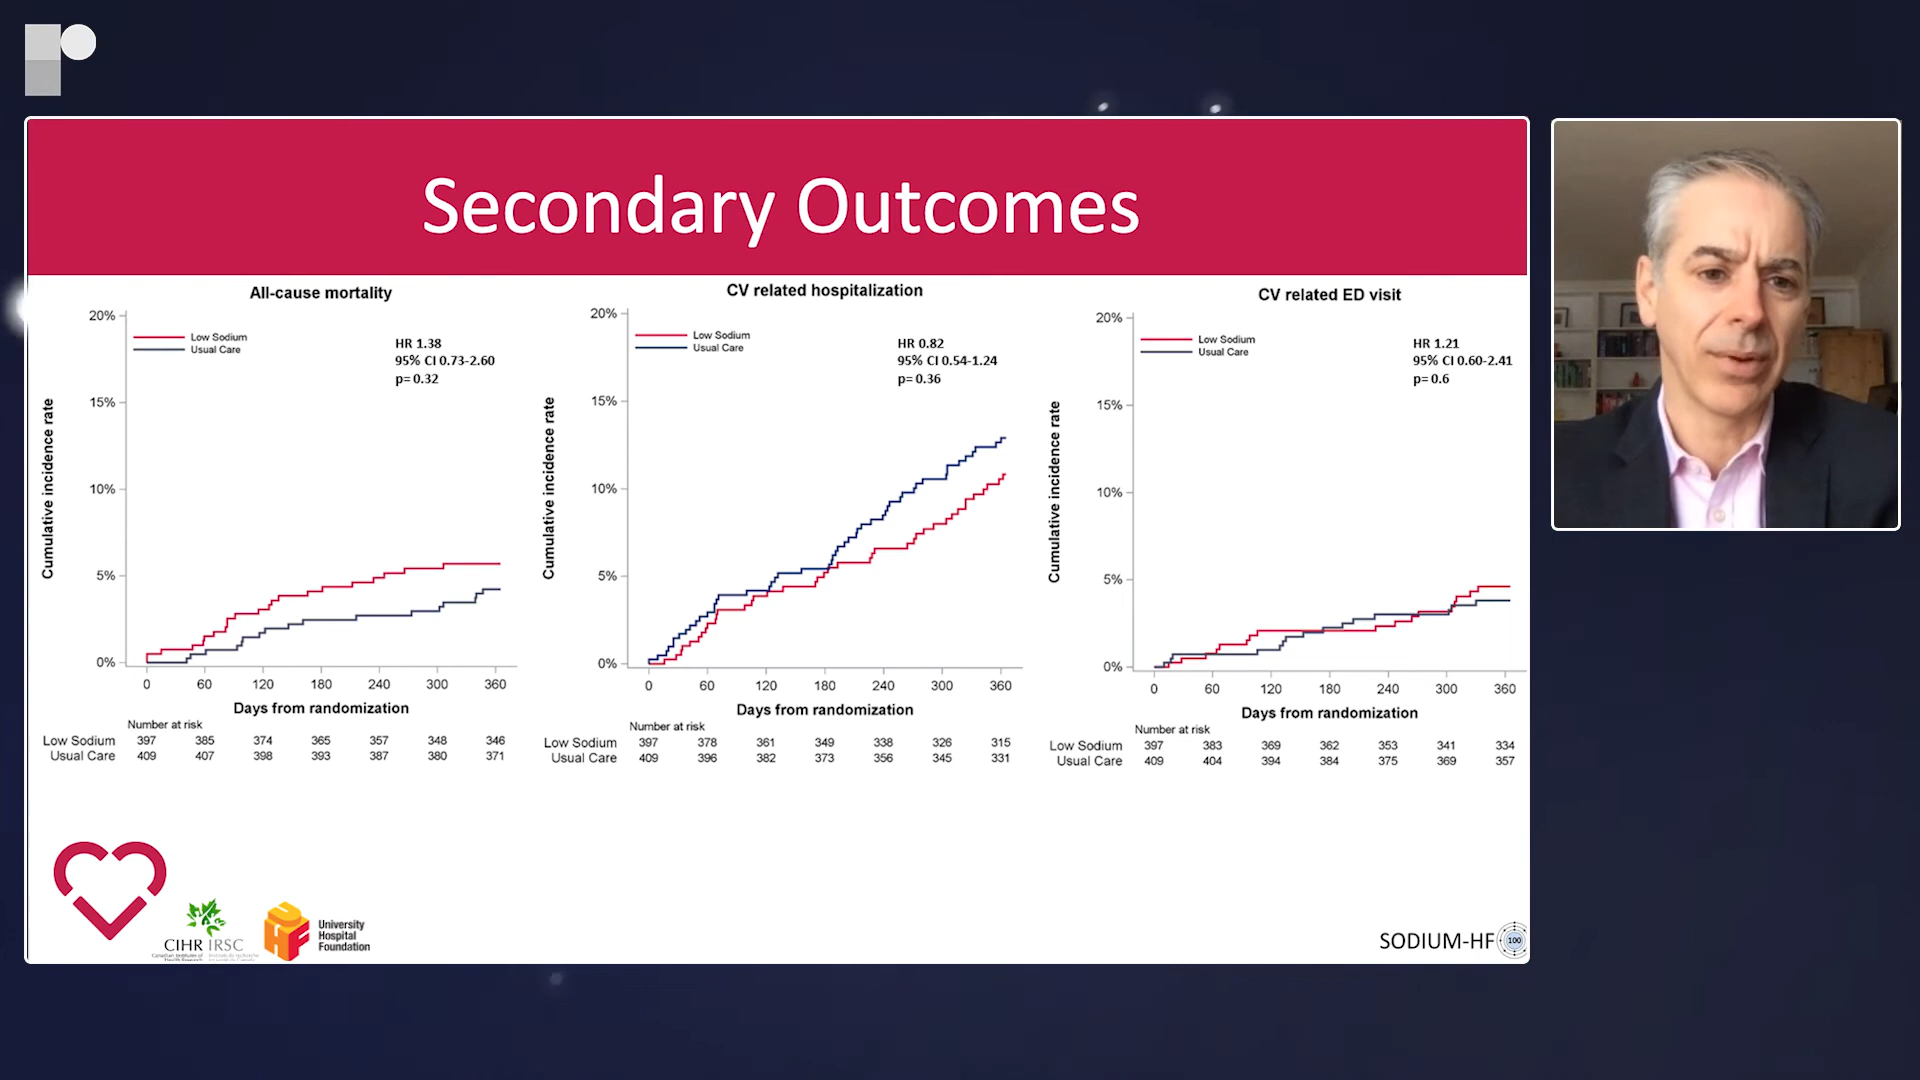 Secondary Outcomes
All-cause mortality
20%
15%
10%
5%
0%
Cumulative incidence rate
Low Sodium
Usual Care
HR 1.38
95% CI 0.73-2.60
p= 0.32
0 60 120 180 240 300 360
Days from randomization
Number at risk
Low Sodium 397 385 374 365 357 348 346
Usual Care 409 407 398 393 387 380 371
CV related hospitalization
20%
15%
10%
5%
0%
Cumulative incidence rate
Low Sodium
Usual Care
HR 0.82
95% CI 0.54-1.24
p= 0.36
0 60 120 180 240 300 360
Days from randomization
Number at risk
Low Sodium 397 378 361 349 338 326 315
Usual Care 409 396 382 373 356 345 331
CV related ED visit
20%
15%
10%
5%
0%
Cumulative incidence rate
Low Sodium
Usual Care
HR 1.21
95% CI 0.60-2.41
p= 0.6
0 60 120 180 240 300 360
Days from randomization
Number at risk
Low Sodium 397 383 369 362 353 341 334
Usual Care 409 404 394 384 375 369 357
CIHR IRSC
Canadian Institutes of
Health Research
UHF
University
Hospital
Foundation
SODIUM-HF
100